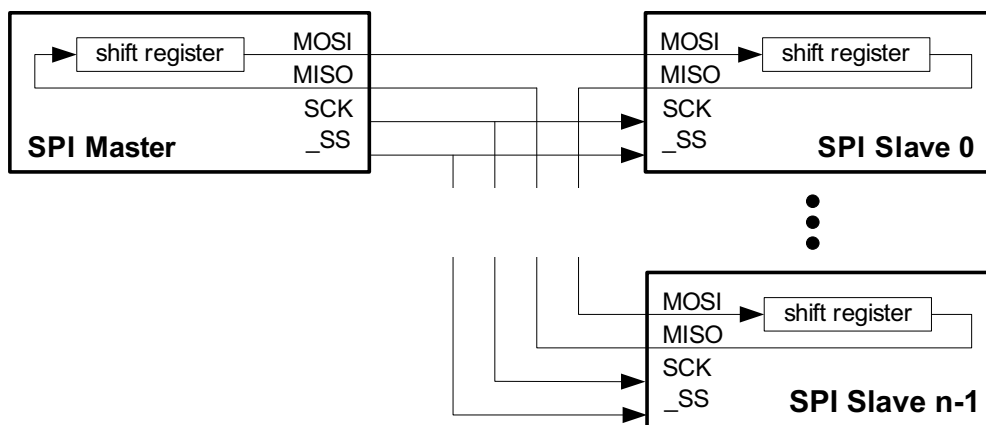 shift register
MOSI
MISO
SCK
_SS
SPI Master
MOSI
shift register
MISO
SCK
_SS
SPI Slave 0
MOSI
shift register
MISO
SCK
_SS
SPI Slave n-1